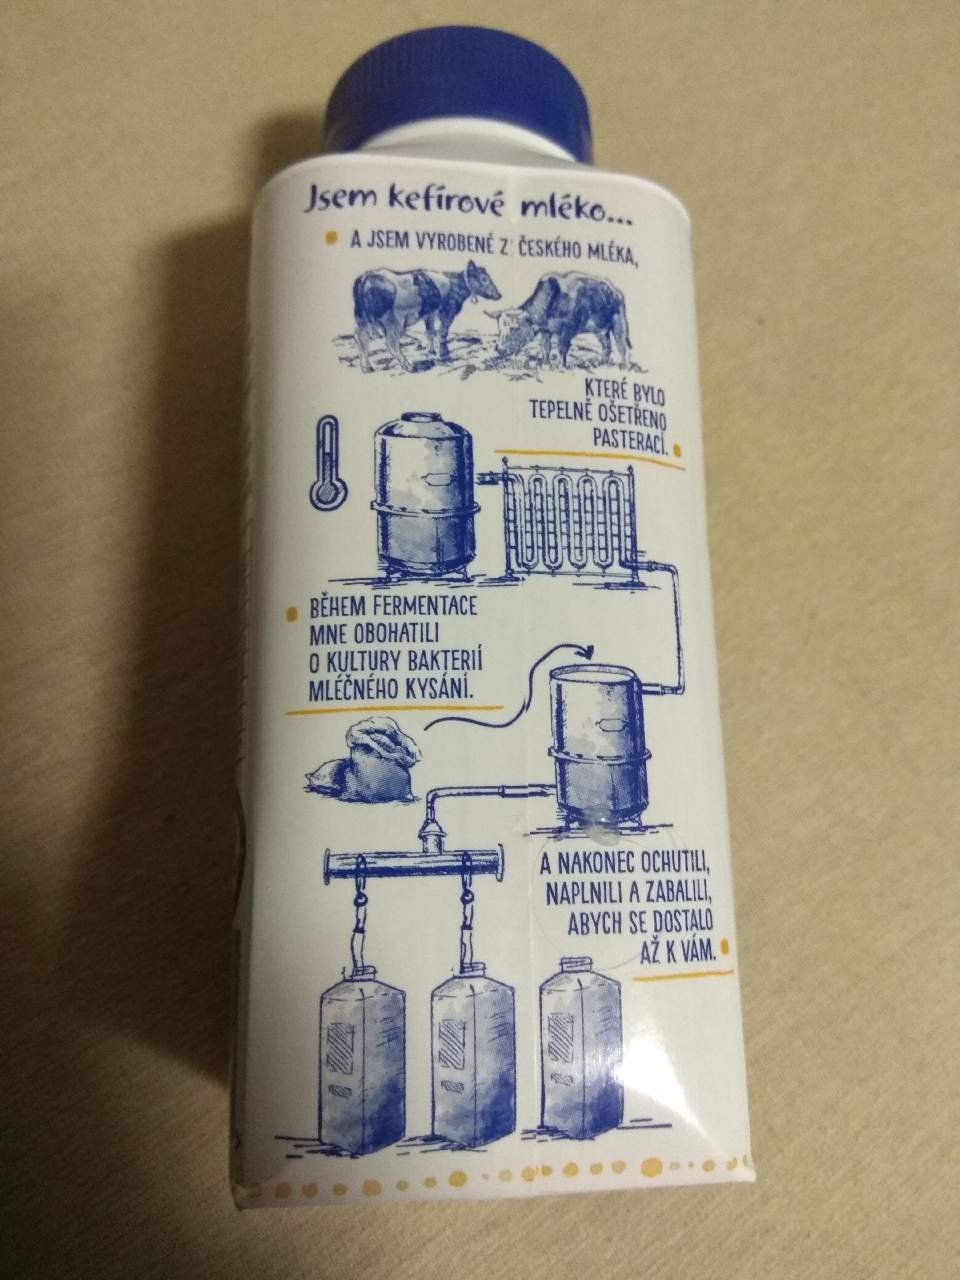 Jsem kefírové mléko...
A JSEM VYROBENÉ Z ČESKÉHO MLÉKA,
KTERÉ BYLO
TEPELNĚ OŠETŘENO
PASTERACÍ.
BĚHEM FERMENTACE
MNE OBOHATILI
O KULTURY BAKTERIÍ
MLÉČNÉHO KYSÁNÍ.
A NAKONEC OCHUTILI,
NAPLNILI A ZABALILI,
ABYCH SE DOSTALO
AŽ K VÁM.